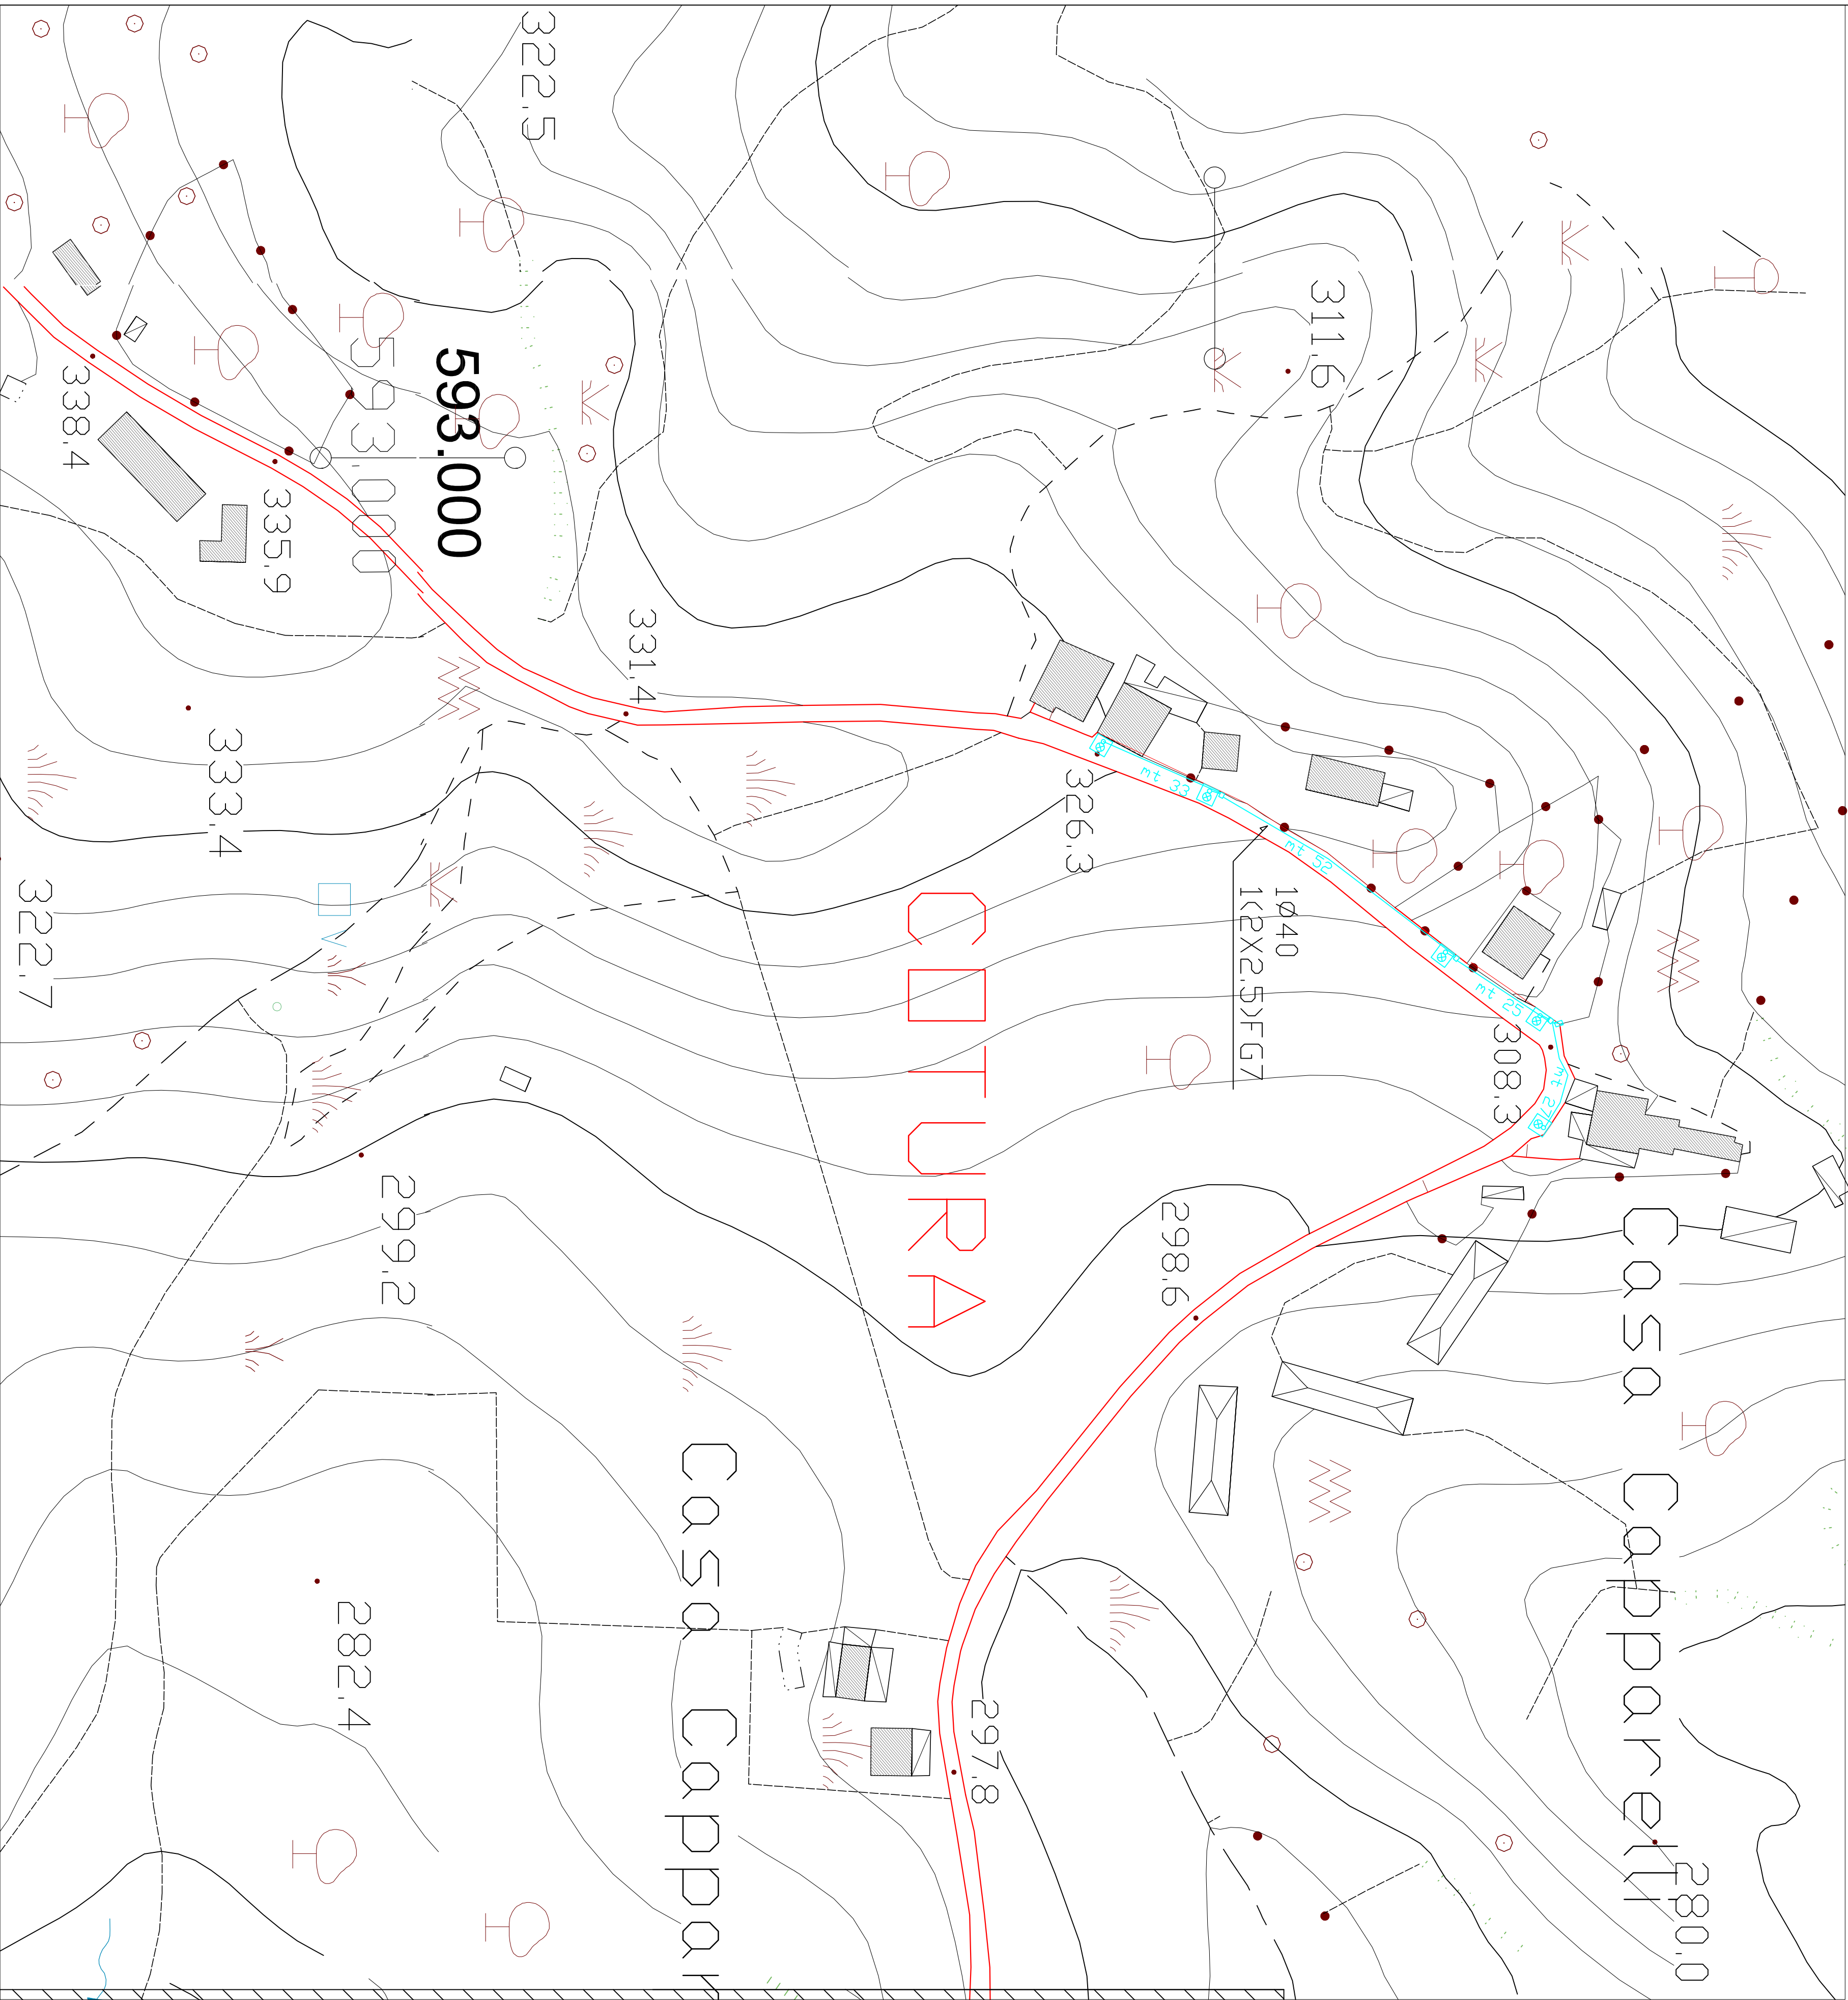 322.5
311.6
593.000
593.000
338.4
335.9
331.4
333.4
326.3
mt 33
mt 52
mt 25
mt 27
1ø40
1(2X2.5)FG7
322.7
COTURA
308.3
299.2
298.6
Casa Capparelli
Casa Cappar
282.4
297.8
280.0